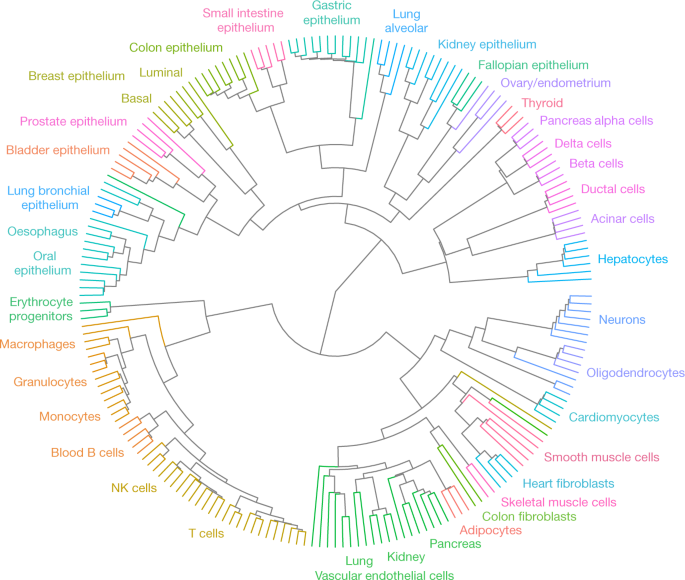 Gastric
epithelium
Small intestine
epithelium
Lung
alveolar
Colon epithelium
Kidney epithelium
Fallopian epithelium
Breast epithelium
Luminal
Ovary/endometrium
Basal
Thyroid
Prostate epithelium
Pancreas alpha cells
Bladder epithelium
Delta cells
Beta cells
Lung bronchial
epithelium
Ductal cells
Acinar cells
Oesophagus
Oral
epithelium
Hepatocytes
Erythrocyte
progenitors
Neurons
Macrophages
Granulocytes
Oligodendrocytes
Monocytes
Cardiomyocytes
Blood B cells
Smooth muscle cells
NK cells
Heart fibroblasts
Skeletal muscle cells
Colon fibroblasts
T cells
Adipocytes
Pancreas
Kidney
Lung
Vascular endothelial cells